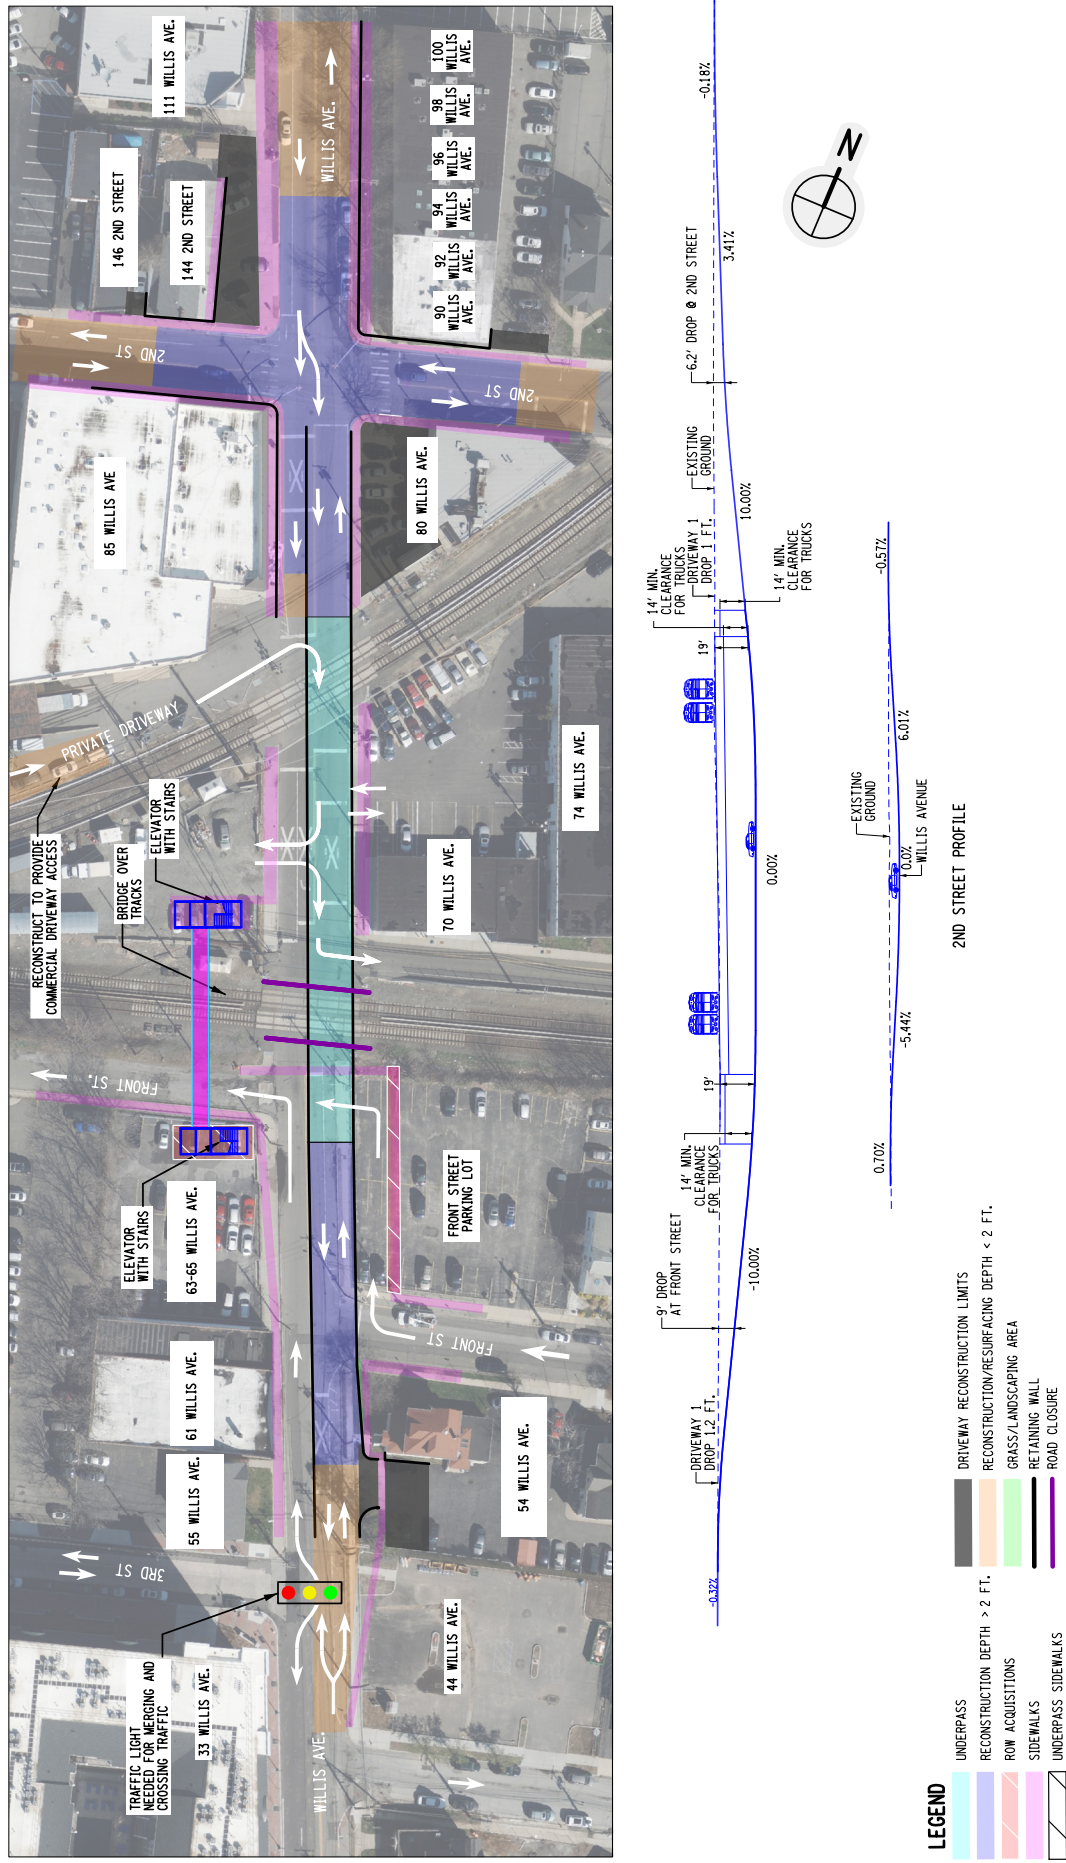 TRAFFIC LIGHT
NEEDED FOR MERGING AND
CROSSING TRAFFIC
33 WILLIS AVE.
3RD ST
55 WILLIS AVE.
61 WILLIS AVE.
63-65 WILLIS AVE.
ELEVATOR
WITH STAIRS
FRONT ST.
RECONSTRUCT TO PROVIDE
COMMERCIAL DRIVEWAY ACCESS
BRIDGE OVER
TRACKS
ELEVATOR
WITH STAIRS
PRIVATE DRIVEWAY
85 WILLIS AVE
2ND ST
146 2ND STREET
144 2ND STREET
111 WILLIS AVE.
WILLIS AVE.
WILLIS AVE.
X
XX
X
44 WILLIS AVE.
54 WILLIS AVE.
FRONT ST
FRONT STREET
PARKING LOT
70 WILLIS AVE.
74 WILLIS AVE.
80 WILLIS AVE.
2ND ST
90
WILLIS
AVE.
92
WILLIS
AVE.
94
WILLIS
AVE.
96
WILLIS
AVE.
98
WILLIS
AVE.
100
WILLIS
AVE.
-0.32%
DRIVEWAY 1
DROP 1.2 FT.
9' DROP
AT FRONT STREET
-10.00%
14' MIN.
CLEARANCE
FOR TRUCKS
19'
0.00%
19'
14' MIN.
CLEARANCE
FOR TRUCKS
DRIVEWAY 1
DROP 1 FT.
14' MIN.
CLEARANCE
FOR TRUCKS
EXISTING
GROUND
10.00%
6.2' DROP @ 2ND STREET
3.41%
-0.18%
N
0.70%
-5.44%
0.0%
WILLIS AVENUE
EXISTING
GROUND
6.01%
-0.57%
2ND STREET PROFILE
LEGEND
UNDERPASS
RECONSTRUCTION DEPTH > 2 FT.
ROW ACQUISITIONS
SIDEWALKS
UNDERPASS SIDEWALKS
DRIVEWAY RECONSTRUCTION LIMITS
RECONSTRUCTION/RESURFACING DEPTH < 2 FT.
GRASS/LANDSCAPING AREA
RETAINING WALL
ROAD CLOSURE